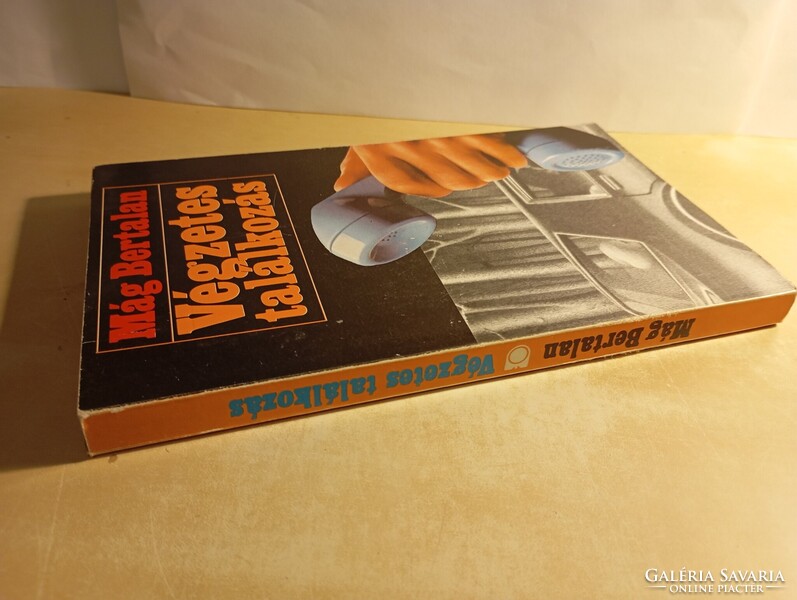 Mág Bertalan
Végzetes
találkozás
Mág Bertalan Végzetes találkozás
GALÉRIA SAVARIA
ONLINE PIACTÉR